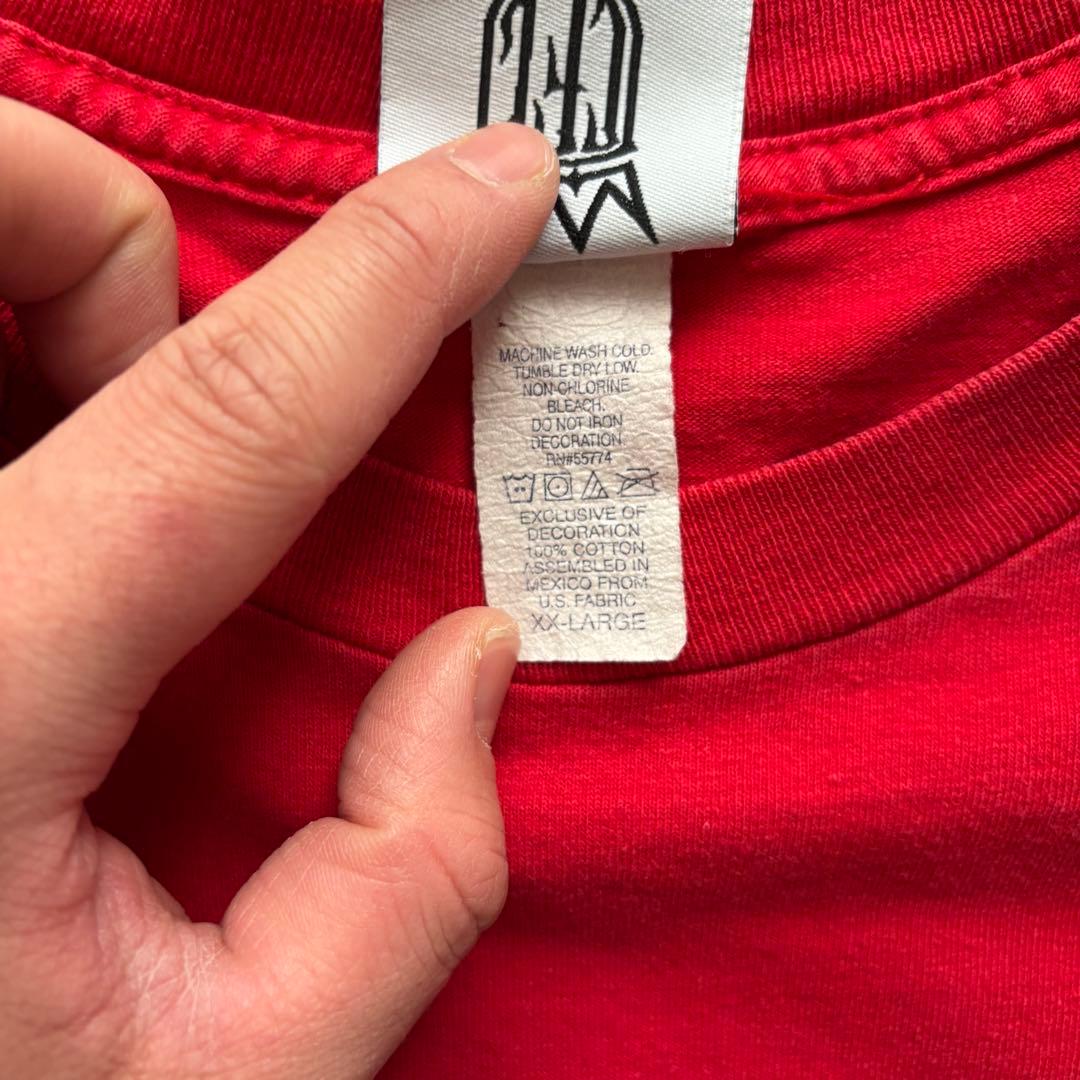 MACHINE WASH COLD.
TUMBLE DRY LOW.
NON-CHLORINE
BLEACH.
DO NOT IRON
DECORATION
RN#55774
EXCLUSIVE OF
DECORATION
100% COTTON
ASSEMBLED IN
MEXICO FROM
U.S. FABRIC
XX-LARGE